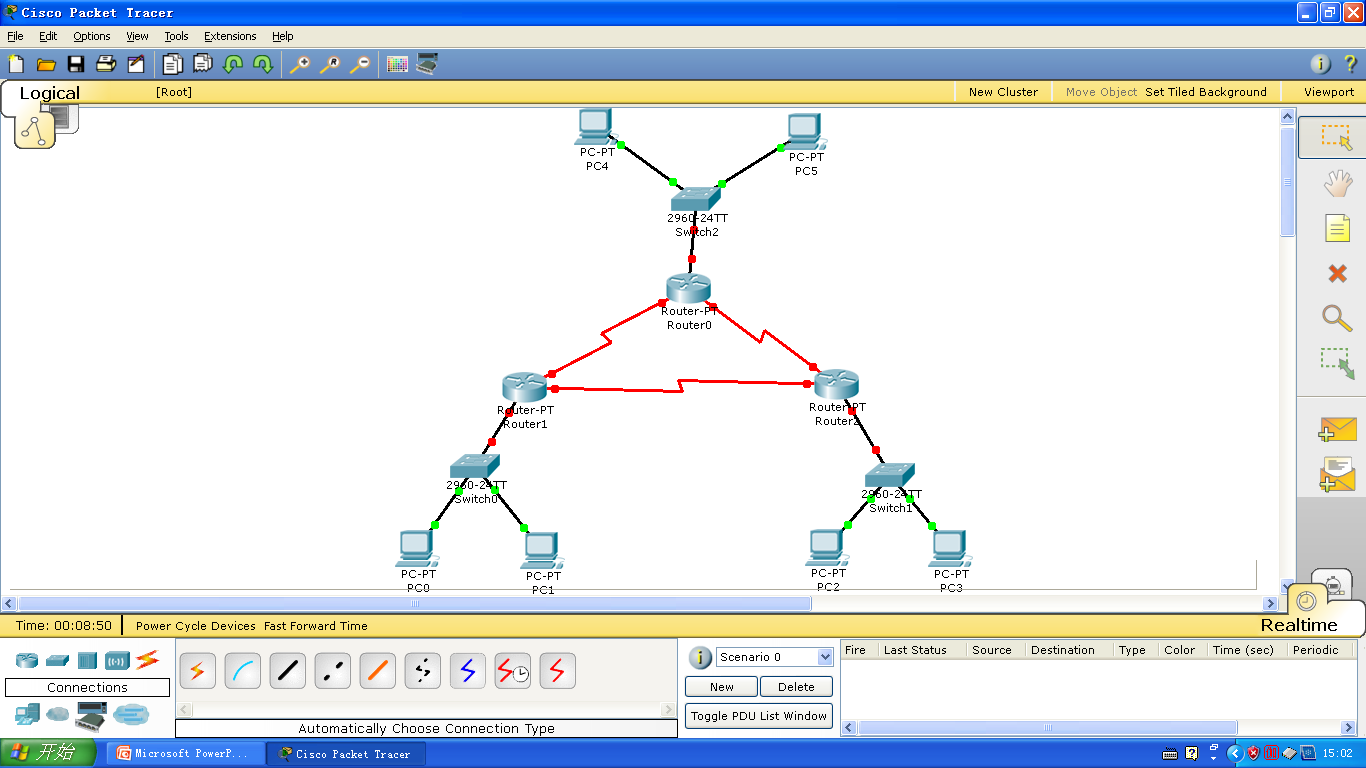 Cisco Packet Tracer
File Edit Options View Tools Extensions Help
Logical [Root] New Cluster Move Object Set Tiled Background Viewport
PC-PT
PC4
PC-PT
PC5
2960-24TT
Switch2
Router-PT
Router0
Router-PT
Router1
Router-PT
Router2
2960-24TT
Switch0
2960-24TT
Switch1
PC-PT
PC0
PC-PT
PC1
PC-PT
PC2
PC-PT
PC3
Time: 00:08:50 Power Cycle Devices Fast Forward Time Realtime
Scenario 0
Fire Last Status Source Destination Type Color Time (sec) Periodic
Connections
New Delete
Toggle PDU List Window
Automatically Choose Connection Type
开始 Microsoft PowerP... Cisco Packet Tracer 15:02